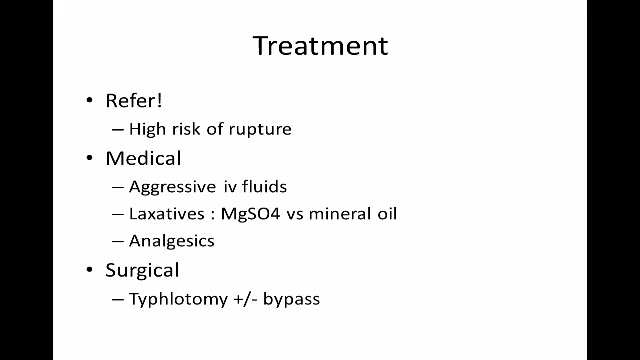 Treatment
• Refer!
– High risk of rupture
• Medical
– Aggressive iv fluids
– Laxatives : MgSO4 vs mineral oil
– Analgesics
• Surgical
– Typhlotomy +/- bypass